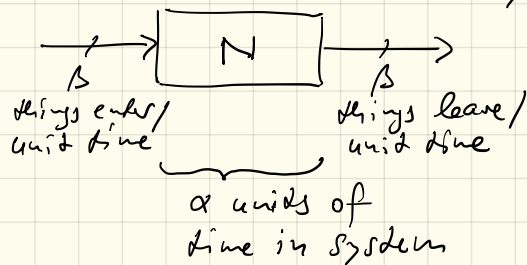 N
β
β
things enter/
unit time
things leave/
unit time
α units of
time in system